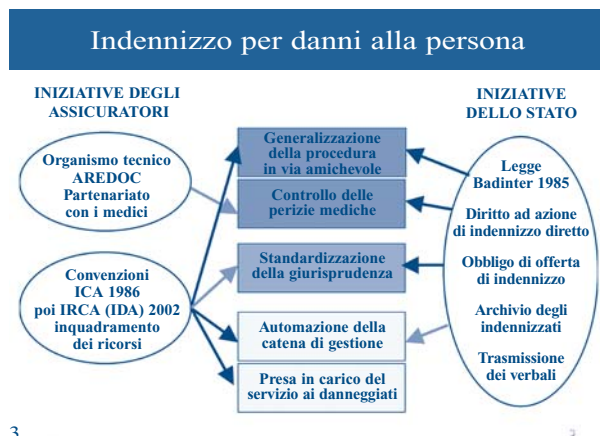 Indennizzo per danni alla persona
INIZIATIVE DEGLI
ASSICURATORI
Organismo tecnico
AREDOC
Partenariato
con i medici
Convenzioni
ICA 1986
poi IRCA (IDA) 2002
inquadramento
dei ricorsi
Generalizzazione
della procedura
in via amichevole
Controllo delle
perizie mediche
Standardizzazione
della giurisprudenza
Automazione della
catena di gestione
Presa in carico del
servizio ai danneggiati
INIZIATIVE
DELLO STATO
Legge
Badinter 1985
Diritto ad azione
di indennizzo diretto
Obbligo di offerta
di indennizzo
Archivio degli
indennizzati
Trasmissione
dei verbali
3
3